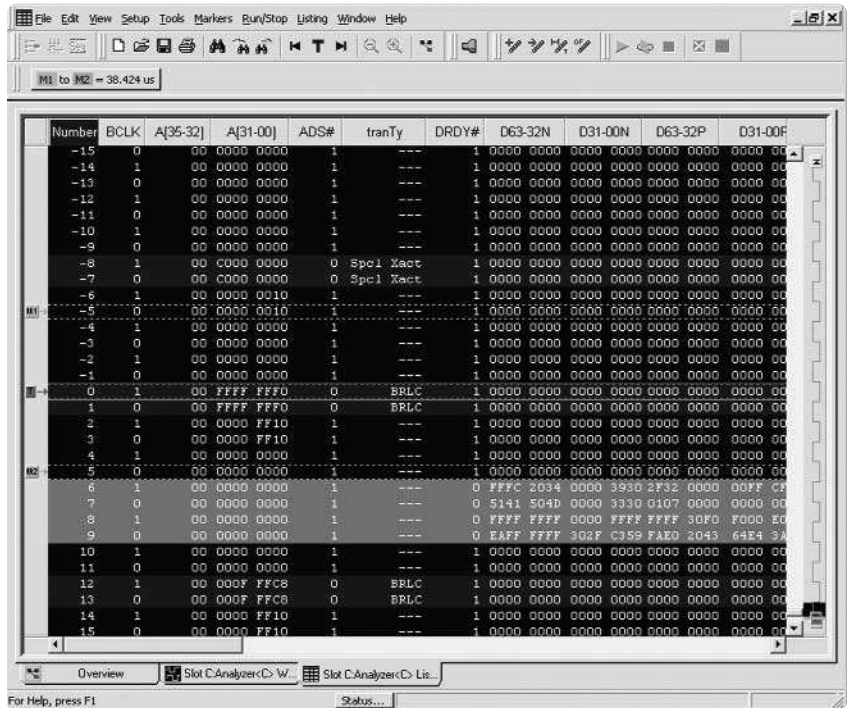 File Edit View Setup Tools Markers Run/Stop Listing Window Help
M1 to M2 = 38.424 us
Number BCLK A[35-32] A[31-00] ADS# tranTy DRDY# D63-32N D31-00N D63-32P D31-00P
-15 0 00 0000 0000 1 --- 1 0000 0000 0000 0000 0000 0000 0000 00
-14 1 00 0000 0000 1 --- 1 0000 0000 0000 0000 0000 0000 0000 00
-13 0 00 0000 0000 1 --- 1 0000 0000 0000 0000 0000 0000 0000 00
-12 1 00 0000 0000 1 --- 1 0000 0000 0000 0000 0000 0000 0000 00
-11 0 00 0000 0000 1 --- 1 0000 0000 0000 0000 0000 0000 0000 00
-10 1 00 0000 0000 1 --- 1 0000 0000 0000 0000 0000 0000 0000 00
-9 0 00 0000 0000 1 --- 1 0000 0000 0000 0000 0000 0000 0000 00
-8 1 00 C000 0000 0 Spcl Xact 1 0000 0000 0000 0000 0000 0000 0000 00
-7 0 00 C000 0000 0 Spcl Xact 1 0000 0000 0000 0000 0000 0000 0000 00
-6 1 00 0000 0010 1 --- 1 0000 0000 0000 0000 0000 0000 0000 00
M1 -5 0 00 0000 0010 1 --- 1 0000 0000 0000 0000 0000 0000 0000 00
-4 1 00 0000 0000 1 --- 1 0000 0000 0000 0000 0000 0000 0000 00
-3 0 00 0000 0000 1 --- 1 0000 0000 0000 0000 0000 0000 0000 00
-2 1 00 0000 0000 1 --- 1 0000 0000 0000 0000 0000 0000 0000 00
-1 0 00 0000 0000 1 --- 1 0000 0000 0000 0000 0000 0000 0000 00
T 0 1 00 FFFF FFF0 0 BRLC 1 0000 0000 0000 0000 0000 0000 0000 00
1 0 00 FFFF FFF0 0 BRLC 1 0000 0000 0000 0000 0000 0000 0000 00
2 1 00 0000 FF10 1 --- 1 0000 0000 0000 0000 0000 0000 0000 00
3 0 00 0000 FF10 1 --- 1 0000 0000 0000 0000 0000 0000 0000 00
4 1 00 0000 0000 1 --- 1 0000 0000 0000 0000 0000 0000 0000 00
M2 5 0 00 0000 0000 1 --- 1 0000 0000 0000 0000 0000 0000 0000 00
6 1 00 0000 0000 1 --- 0 FFFC 2034 0000 3930 2F32 0000 00FF CF
7 0 00 0000 0000 1 --- 0 5141 504D 0000 3330 0107 0000 0000 00
8 1 00 0000 0000 1 --- 0 FFFF FFFF 0000 FFFF FFFF 30F0 F000 E0
9 0 00 0000 0000 1 --- 0 EAFF FFFF 302F C359 FAE0 2043 64E4 3A
10 1 00 0000 0000 1 --- 1 0000 0000 0000 0000 0000 0000 0000 00
11 0 00 0000 0000 1 --- 1 0000 0000 0000 0000 0000 0000 0000 00
12 1 00 000F FFC8 0 BRLC 1 0000 0000 0000 0000 0000 0000 0000 00
13 0 00 000F FFC8 0 BRLC 1 0000 0000 0000 0000 0000 0000 0000 00
14 1 00 0000 FF10 1 --- 1 0000 0000 0000 0000 0000 0000 0000 00
15 0 00 0000 FF10 1 --- 1 0000 0000 0000 0000 0000 0000 0000 00
Overview Slot C:Analyzer<C> W... Slot C:Analyzer<C> Lis...
For Help, press F1 Status...